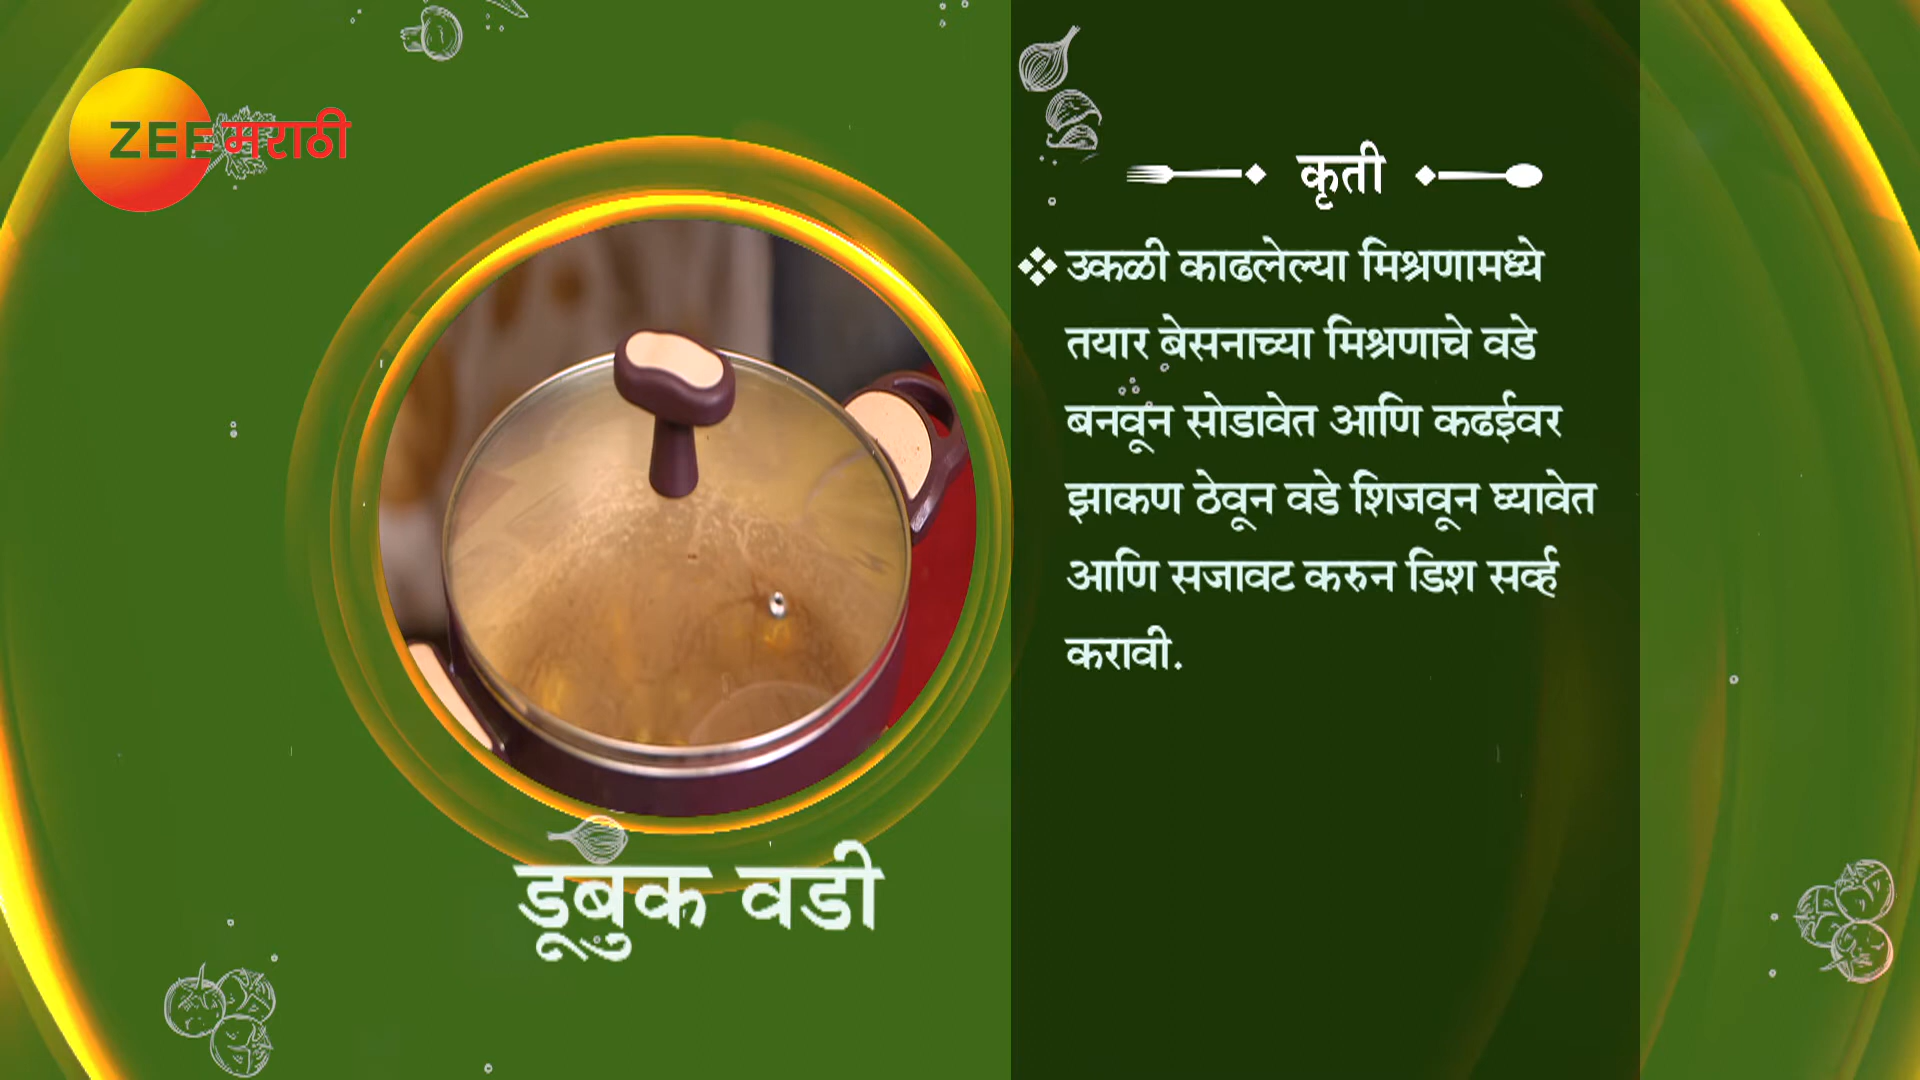 ZEE मराठी
कृती
उकळी काढलेल्या मिश्रणामध्ये
तयार बेसनाच्या मिश्रणाचे वडे
बनवून सोडावेत आणि कढईवर
झाकण ठेवून वडे शिजवून घ्यावेत
आणि सजावट करुन डिश सर्व्ह
करावी.
डूबुक वडी